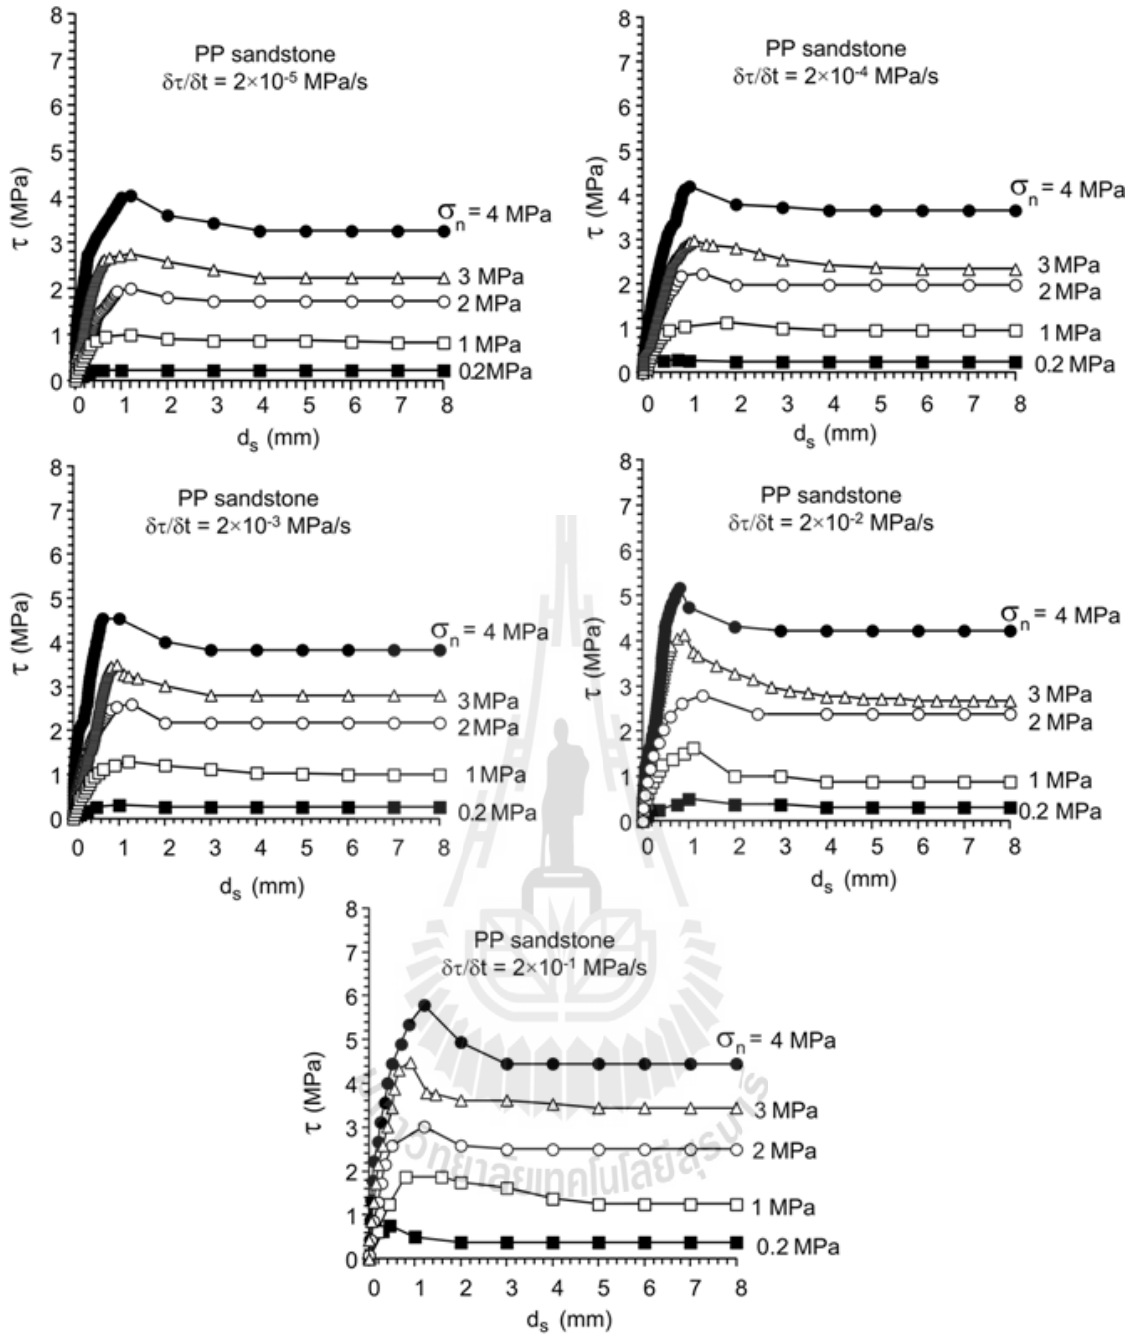 PP sandstone
δτ/δt = 2×10⁻⁵ MPa/s
8
7
6
5
4
3
2
1
0
τ (MPa)
σn = 4 MPa
3 MPa
2 MPa
1 MPa
0.2 MPa
0 1 2 3 4 5 6 7 8
ds (mm)
PP sandstone
δτ/δt = 2×10⁻⁴ MPa/s
8
7
6
5
4
3
2
1
0
τ (MPa)
σn = 4 MPa
3 MPa
2 MPa
1 MPa
0.2 MPa
0 1 2 3 4 5 6 7 8
ds (mm)
PP sandstone
δτ/δt = 2×10⁻³ MPa/s
8
7
6
5
4
3
2
1
0
τ (MPa)
σn = 4 MPa
3 MPa
2 MPa
1 MPa
0.2 MPa
0 1 2 3 4 5 6 7 8
ds (mm)
PP sandstone
δτ/δt = 2×10⁻² MPa/s
8
7
6
5
4
3
2
1
0
τ (MPa)
σn = 4 MPa
3 MPa
2 MPa
1 MPa
0.2 MPa
0 1 2 3 4 5 6 7 8
ds (mm)
PP sandstone
δτ/δt = 2×10⁻¹ MPa/s
8
7
6
5
4
3
2
1
0
τ (MPa)
σn = 4 MPa
3 MPa
2 MPa
1 MPa
0.2 MPa
0 1 2 3 4 5 6 7 8
ds (mm)